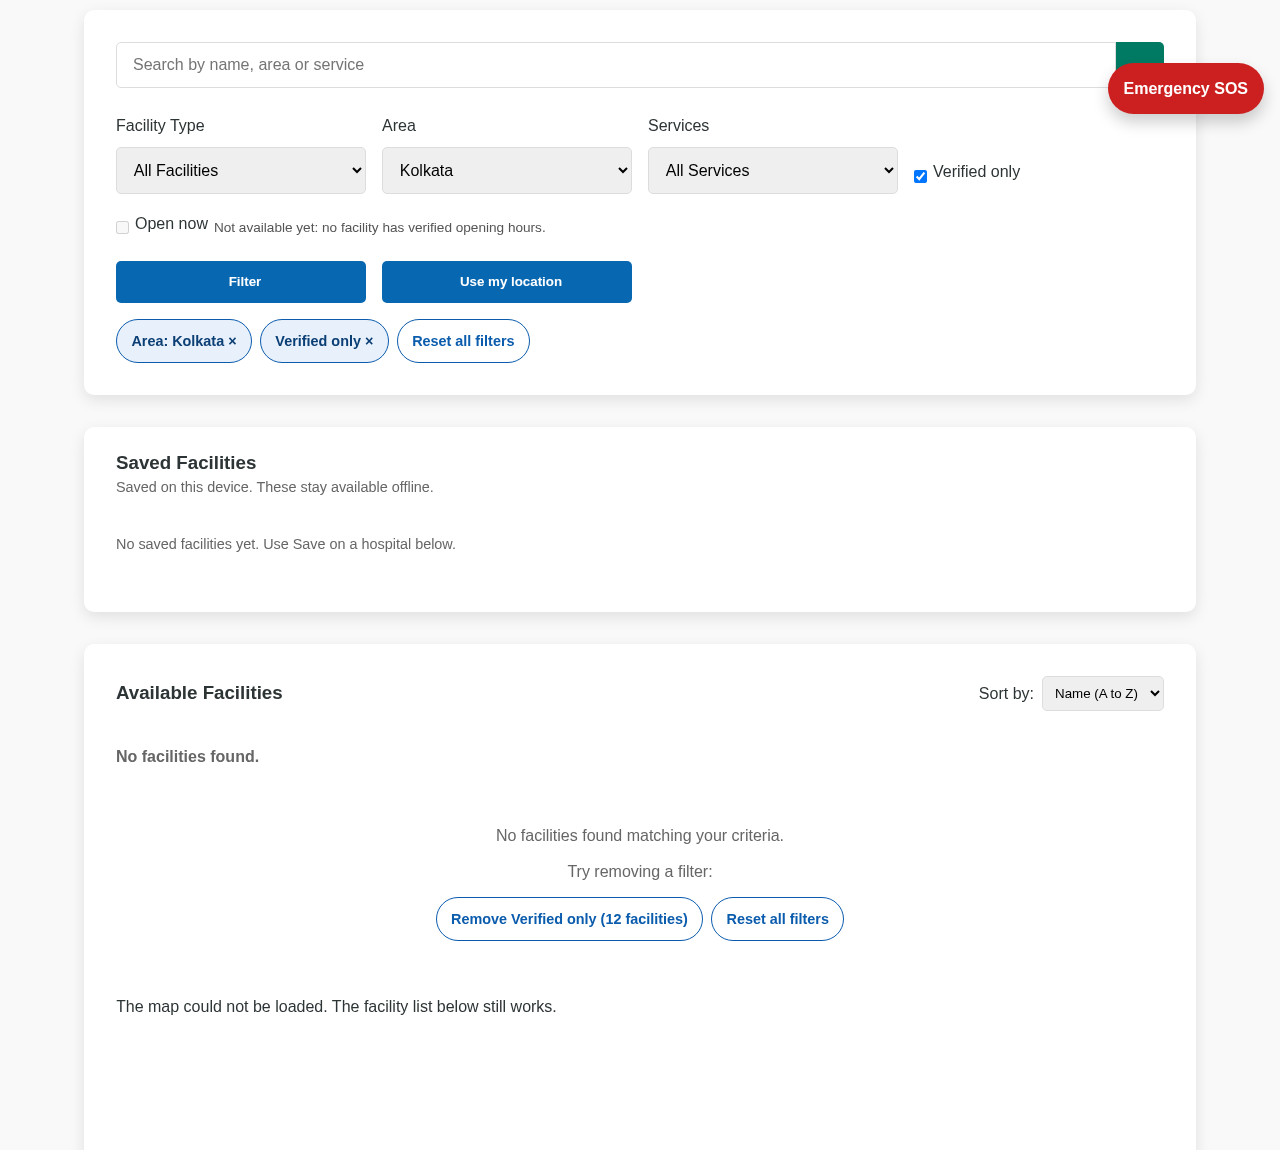 Search by name, area or service
Emergency SOS
Facility Type
Area
Services
All Facilities
Kolkata
All Services
Verified only
Open now Not available yet: no facility has verified opening hours.
Filter
Use my location
Area: Kolkata ×
Verified only ×
Reset all filters
Saved Facilities
Saved on this device. These stay available offline.
No saved facilities yet. Use Save on a hospital below.
Available Facilities
Sort by: Name (A to Z)
No facilities found.
No facilities found matching your criteria.
Try removing a filter:
Remove Verified only (12 facilities)
Reset all filters
The map could not be loaded. The facility list below still works.